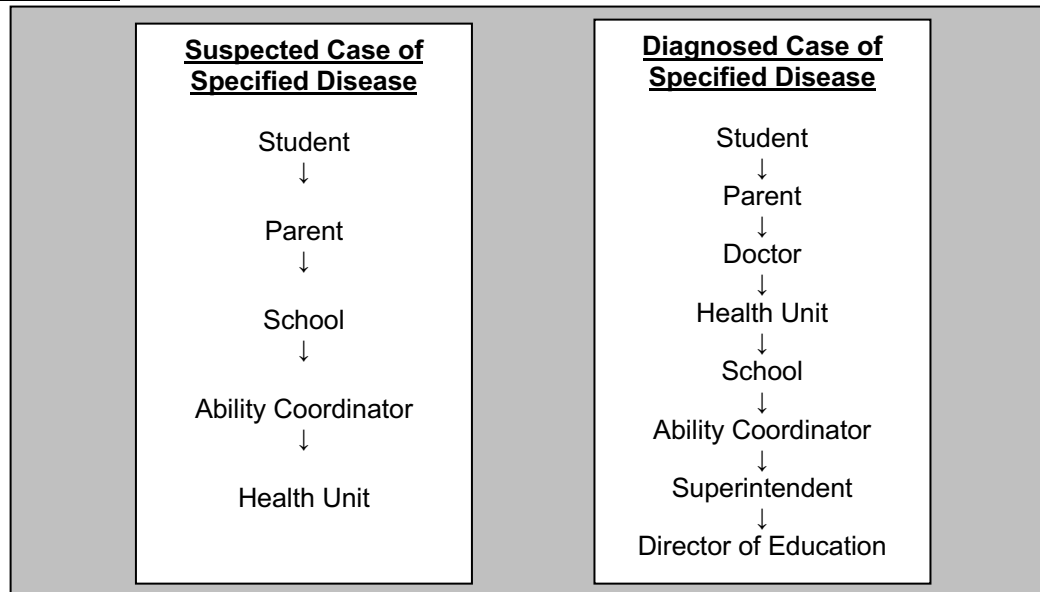 Suspected Case of
Specified Disease
Student
↓
Parent
↓
School
↓
Ability Coordinator
↓
Health Unit
Diagnosed Case of
Specified Disease
Student
↓
Parent
↓
Doctor
↓
Health Unit
↓
School
↓
Ability Coordinator
↓
Superintendent
↓
Director of Education